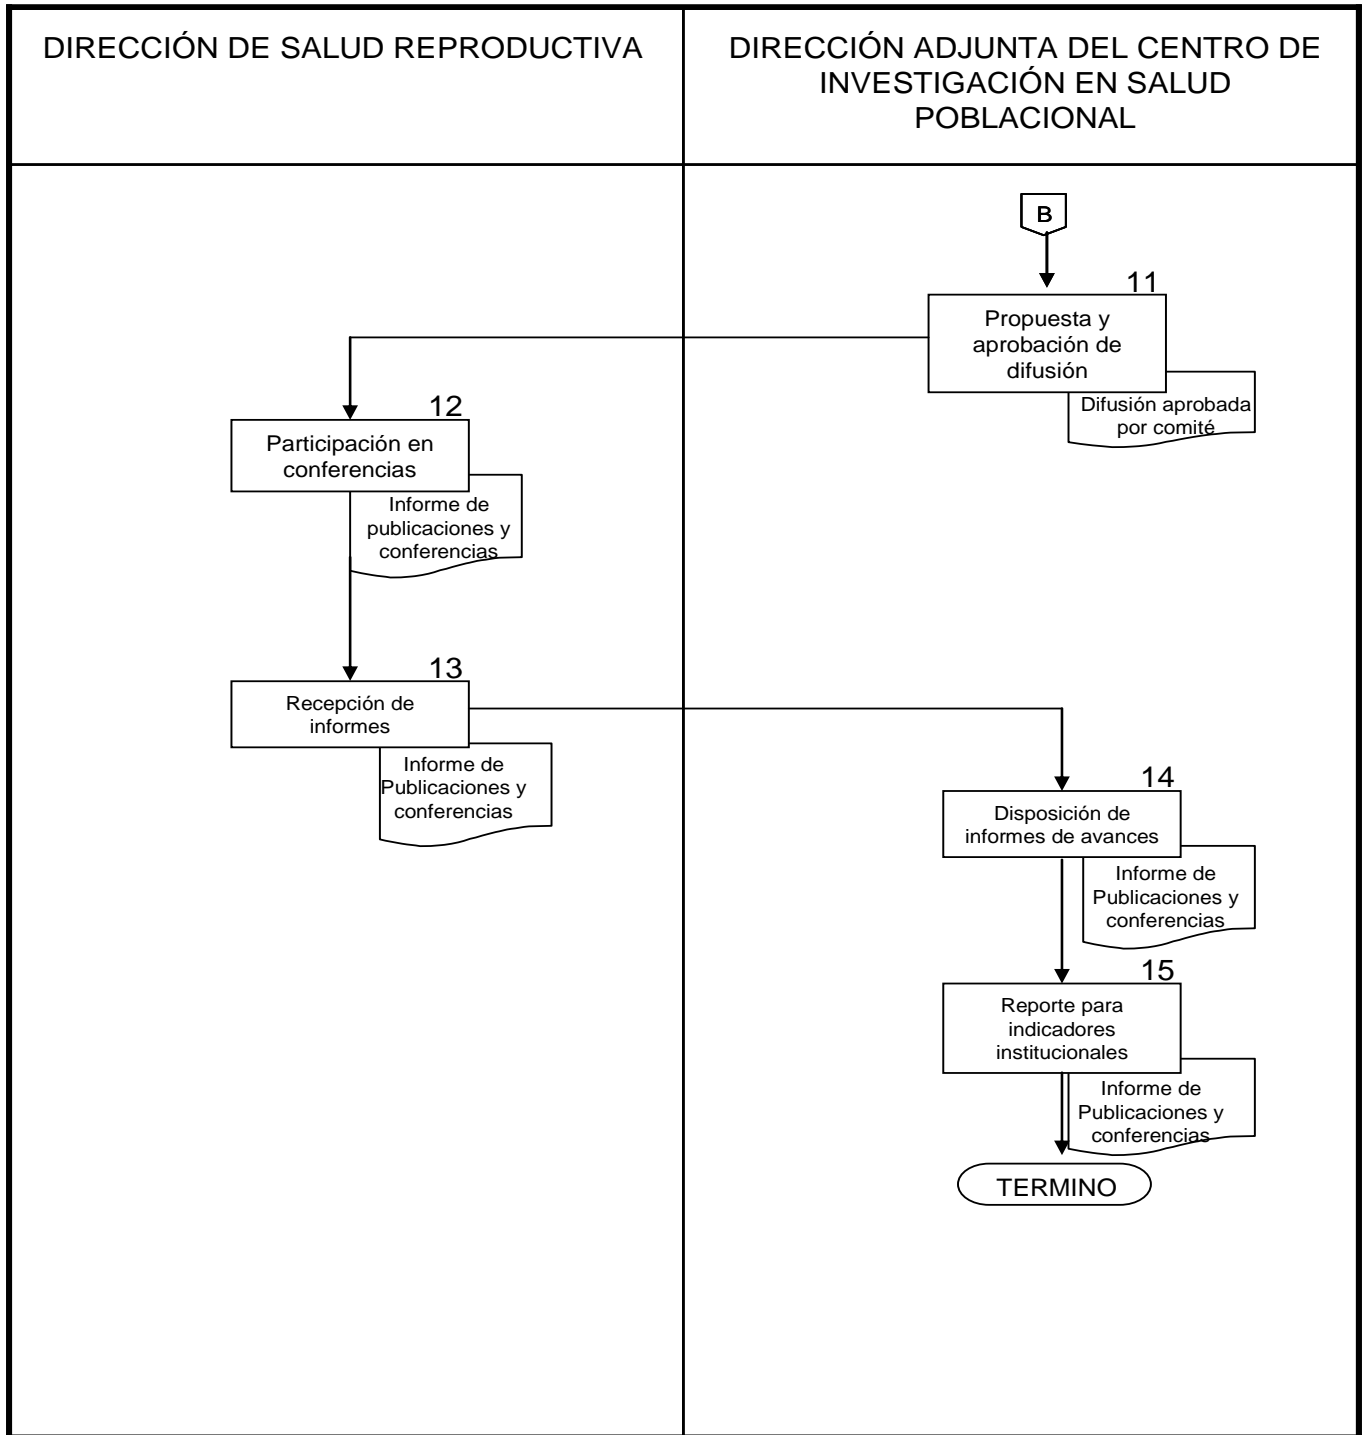 DIRECCIÓN DE SALUD REPRODUCTIVA
DIRECCIÓN ADJUNTA DEL CENTRO DE
INVESTIGACIÓN EN SALUD
POBLACIONAL
B
11
Propuesta y
aprobación de
difusión
Difusión aprobada
por comité
12
Participación en
conferencias
Informe de
publicaciones y
conferencias
13
Recepción de
informes
Informe de
Publicaciones y
conferencias
14
Disposición de
informes de avances
Informe de
Publicaciones y
conferencias
15
Reporte para
indicadores
institucionales
Informe de
Publicaciones y
conferencias
TERMINO